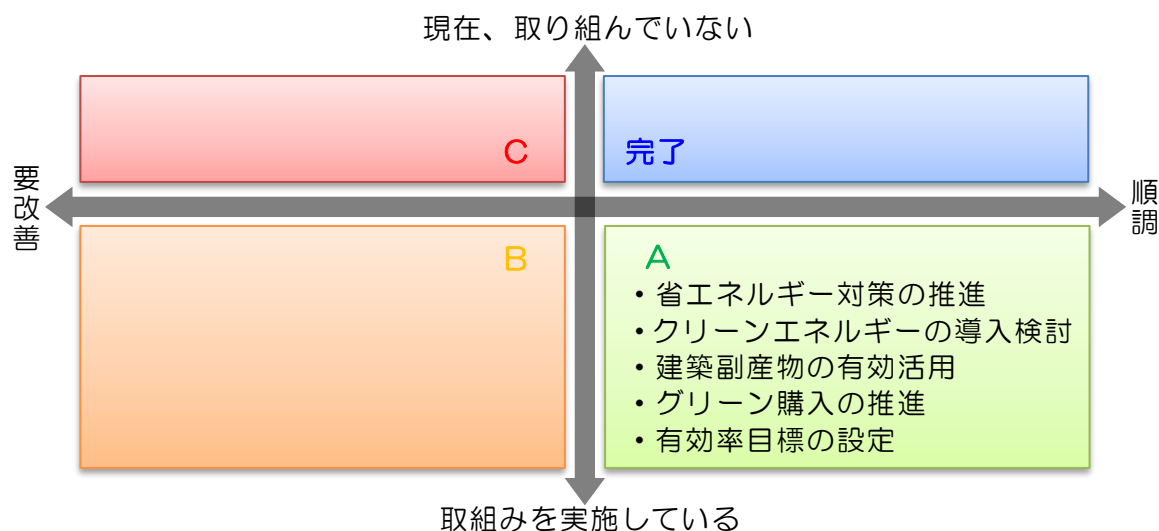 現在、取り組んでいない
C
完了
要改善
順調
B
A
・省エネルギー対策の推進
・クリーンエネルギーの導入検討
・建築副産物の有効活用
・グリーン購入の推進
・有効率目標の設定
取組みを実施している